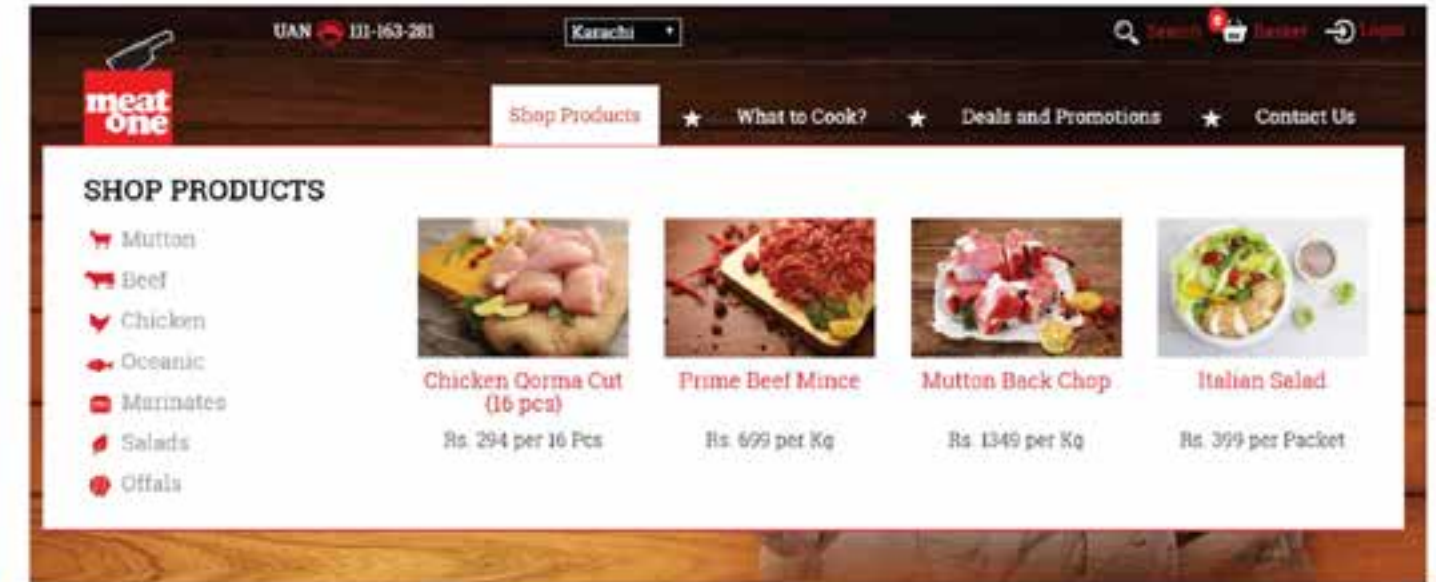 UAN 111-163-281
Karachi
0
Search
Basket
Login
meat
one
Shop Products
What to Cook?
Deals and Promotions
Contact Us
SHOP PRODUCTS
Mutton
Beef
Chicken
Oceanic
Marinates
Salads
Offals
Chicken Qorma Cut
(16 pcs)
Rs. 294 per 16 Pcs
Prime Beef Mince
Rs. 699 per Kg
Mutton Back Chop
Rs. 1349 per Kg
Italian Salad
Rs. 399 per Packet